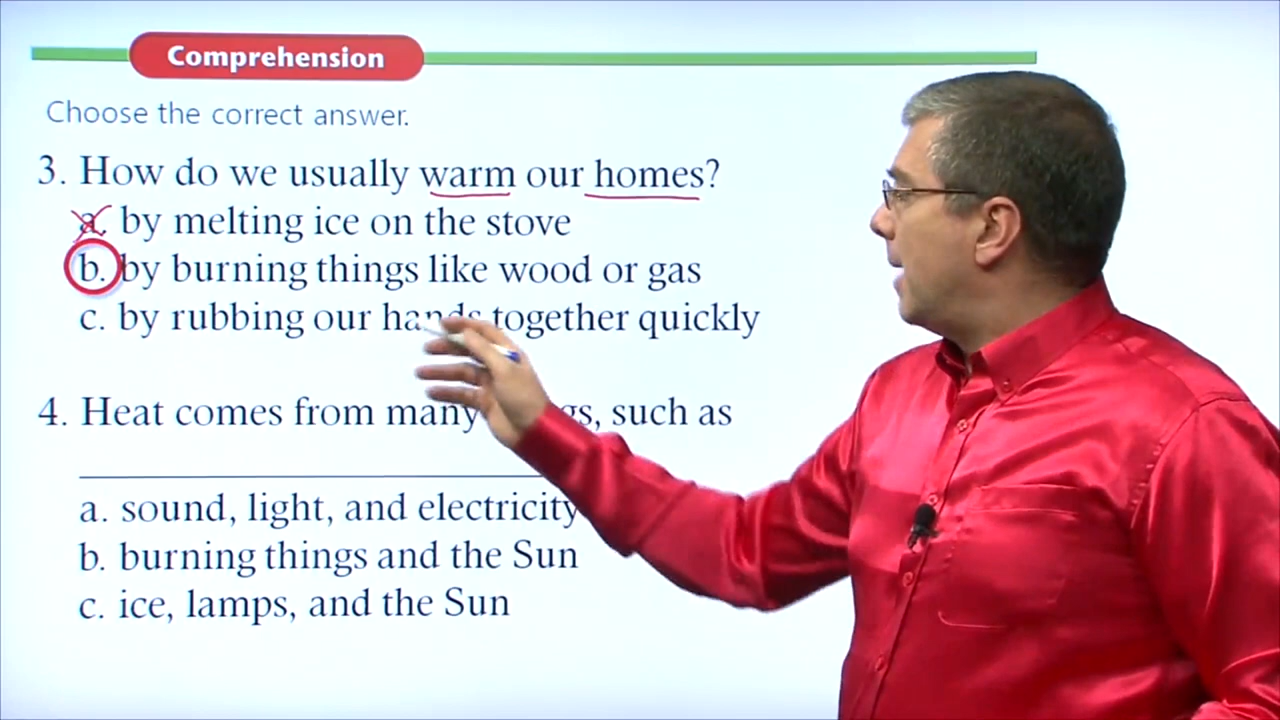 Comprehension
Choose the correct answer.
3. How do we usually warm our homes?
a. by melting ice on the stove
b. by burning things like wood or gas
c. by rubbing our hands together quickly
4. Heat comes from many such as
a. sound, light, and electricity
b. burning things and the Sun
c. ice, lamps, and the Sun